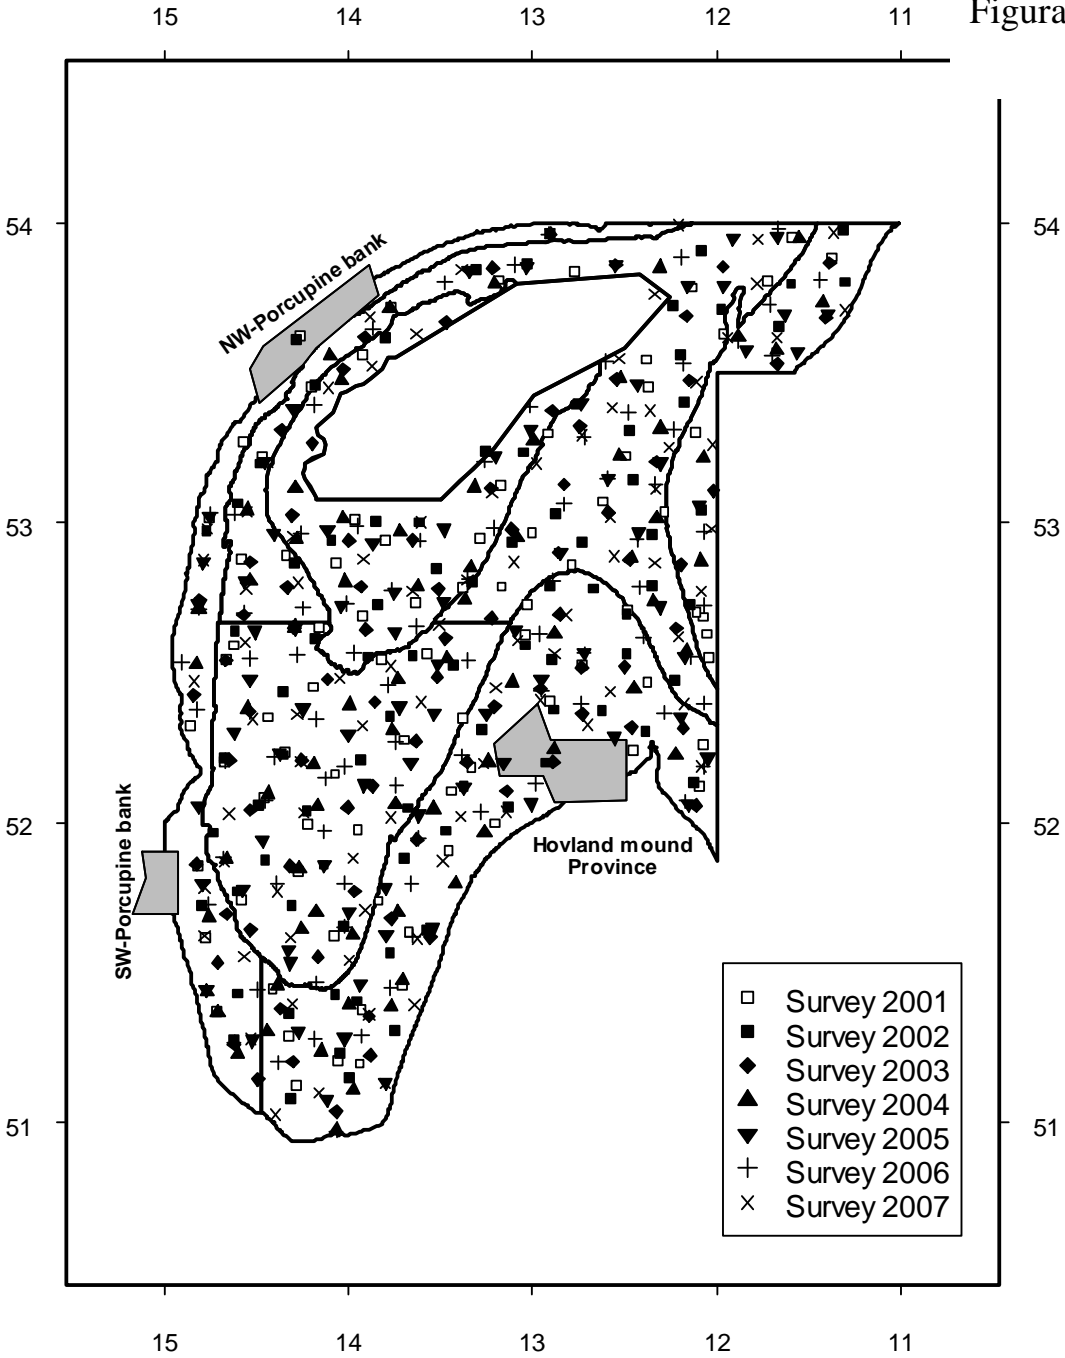 15 14 13 12 11 Figura
54 54
NW-Porcupine bank
53 53
52 52
SW-Porcupine bank
Hovland mound
Province
51 51
Survey 2001
Survey 2002
Survey 2003
Survey 2004
Survey 2005
Survey 2006
Survey 2007
15 14 13 12 11